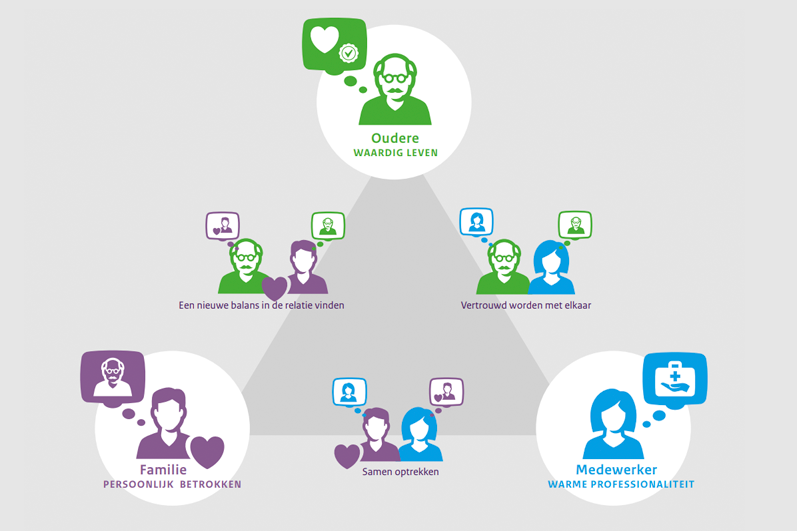 Oudere
WAARDIG LEVEN
Een nieuwe balans in de relatie vinden
Vertrouwd worden met elkaar
Familie
PERSOONLIJK BETROKKEN
Samen optrekken
Medewerker
WARME PROFESSIONALITEIT